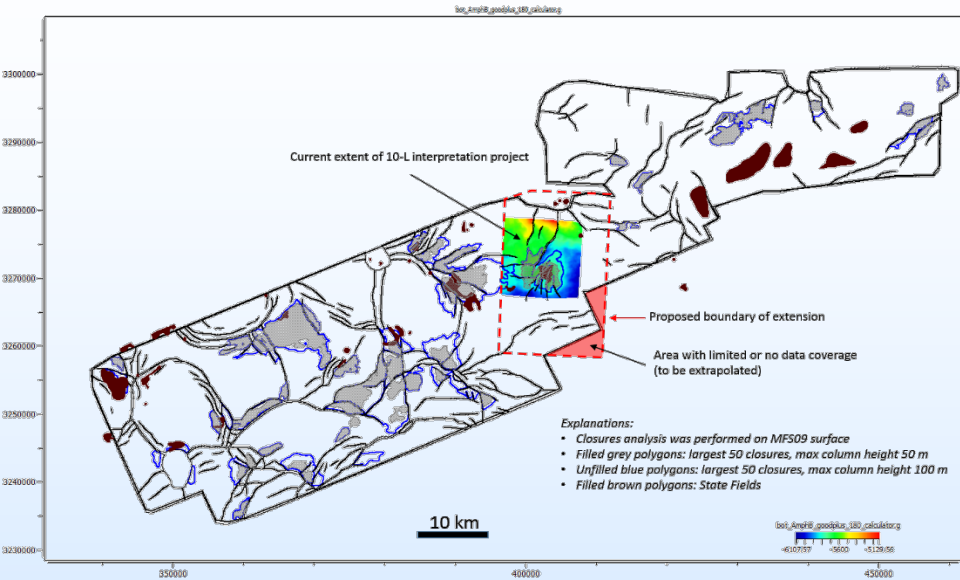 bot_AmphB_goodplus_180_calculator.g
3300000
3290000
Current extent of 10-L interpretation project
3280000
3270000
Proposed boundary of extension
3260000
Area with limited or no data coverage
(to be extrapolated)
3250000
Explanations:
• Closures analysis was performed on MFS09 surface
• Filled grey polygons: largest 50 closures, max column height 50 m
• Unfilled blue polygons: largest 50 closures, max column height 100 m
• Filled brown polygons: State Fields
3240000
10 km
bot_AmphB_goodplus_180_calculator.g
3230000
-5600
350000
400000
450000